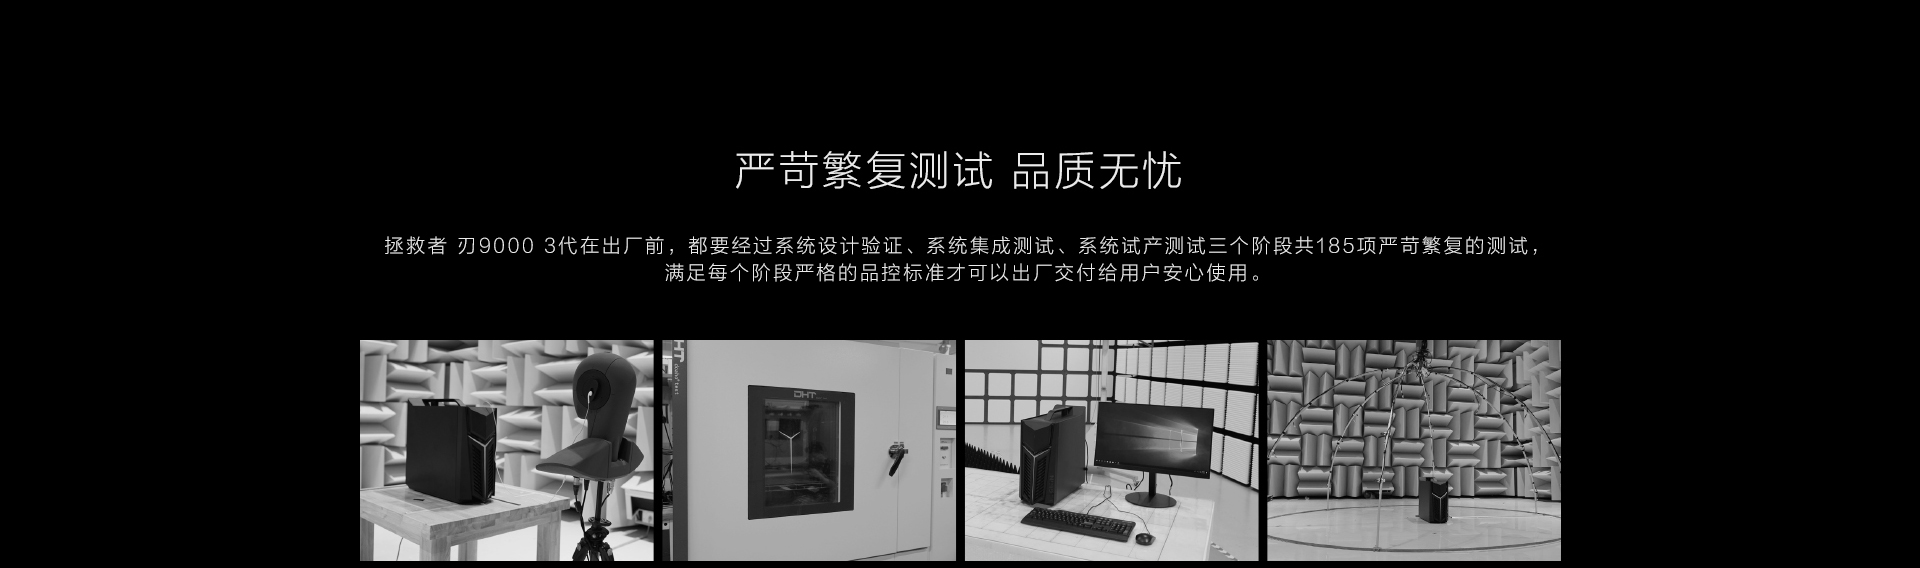 严苛繁复测试 品质无忧
拯救者 刃9000 3代在出厂前，都要经过系统设计验证、系统集成测试、系统试产测试三个阶段共185项严苛繁复的测试，
满足每个阶段严格的品控标准才可以出厂交付给用户安心使用。
DHT